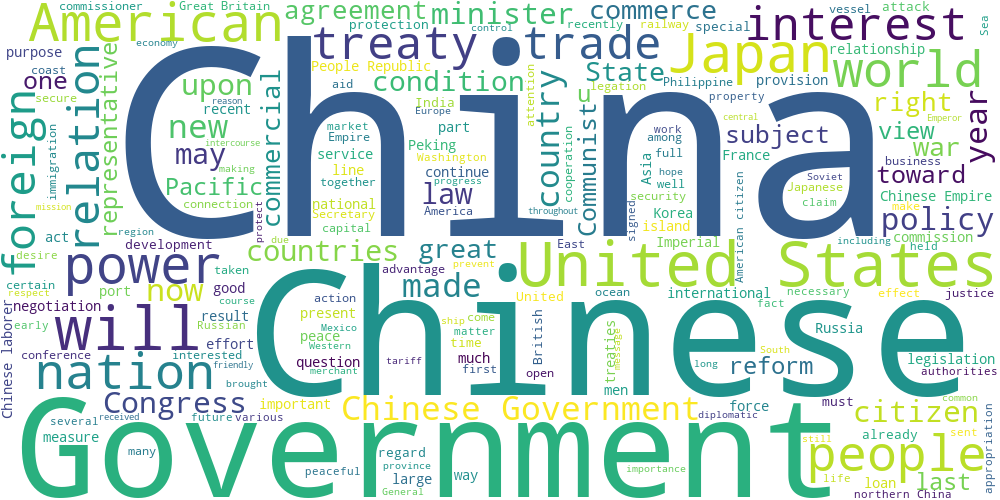 commissioner Great Britain
American agreement minister commerce recently vessel attack
protection railway special interest Sea
economy control
China treaty trade Japan relationship
purpose People Republic State world
coast one upon aid condition Philippine provision
foreign relation representative secure recent India legation property right year
new commercial Europe attention country u Communist
reason central Emperor
intercourse market part work among subject view
immigration may Empire Peking cooperation full France war
making service Washington Asia hope business
Pacific line continue well Soviet toward
together progress Japanese Chinese Empire
connection national law security claim make
mission Secretary America Korea policy
protect capital throughout signed island American citizen commission
region due East Imperial including held
act countries great
desire development United States
power advantage prevent
certain taken made international necessary effect justice
port now good action United ocean fact
respect course present ship Chinese
negotiation will result Mexico come British treaties message Russia
early Russian peace matter
Chinese laborer effort Western time South legislation
conference interested question tariff much open long authorities
friendly merchant first reform
nation brought men
Congress important Chinese Government force must common
several received future various diplomatic citizen
measure Government already still sent appropriation
many regard way people last
peaceful province importance life loan
large General northern China